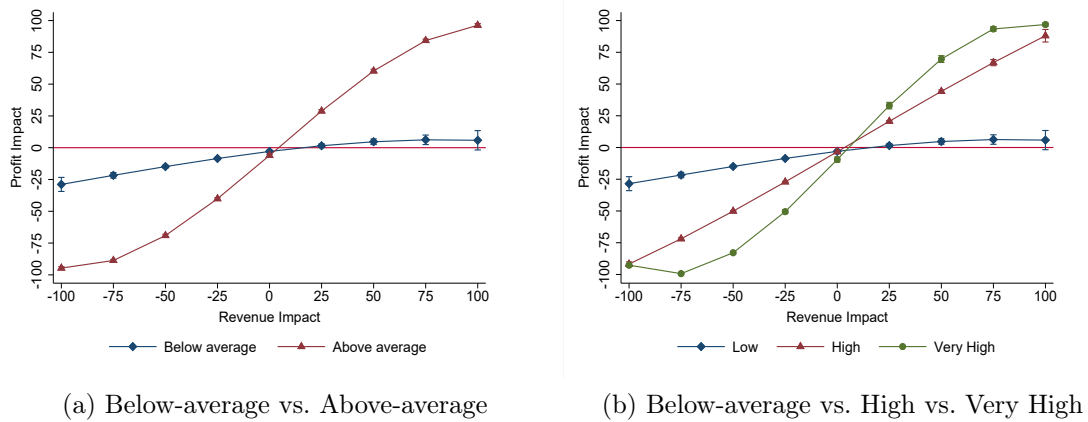 100
75
50
25
0
-25
-50
-75
-100
Profit Impact
-100 -75 -50 -25 0 25 50 75 100
Revenue Impact
Below average Above average
(a) Below-average vs. Above-average
100
75
50
25
0
-25
-50
-75
-100
Profit Impact
-100 -75 -50 -25 0 25 50 75 100
Revenue Impact
Low High Very High
(b) Below-average vs. High vs. Very High